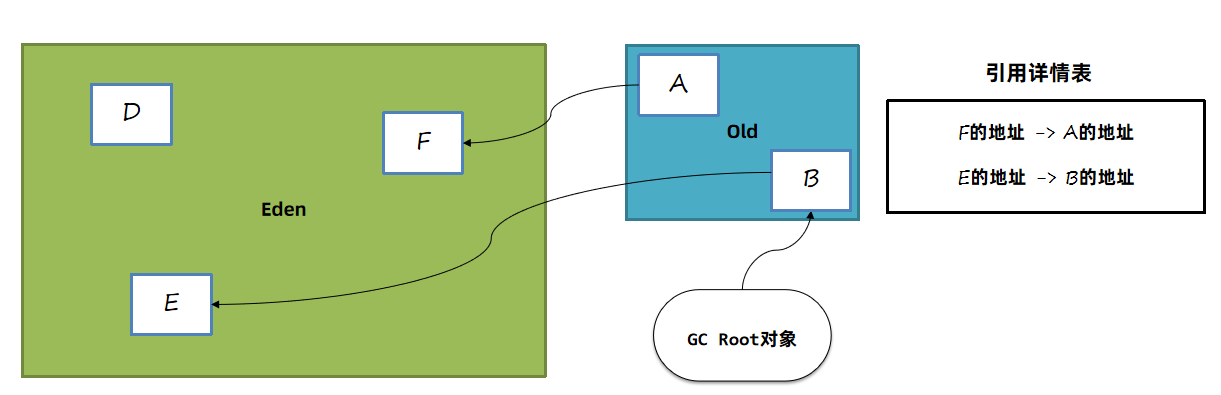 D
F
Eden
E
A
Old
B
GC Root对象
引用详情表
F的地址 -> A的地址
E的地址 -> B的地址